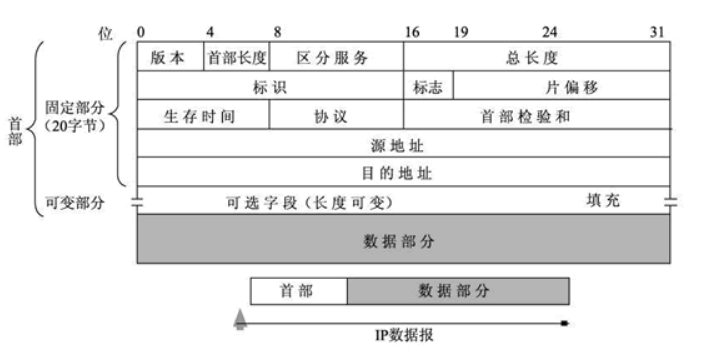 位 0 4 8 16 19 24 31
版本 首部长度 区分服务 总长度
标识 标志 片偏移
首部 固定部分
(20字节)
生存时间 协议 首部检验和
源地址
目的地址
可变部分 可选字段(长度可变) 填充
数据部分
首部 数据部分
IP数据报